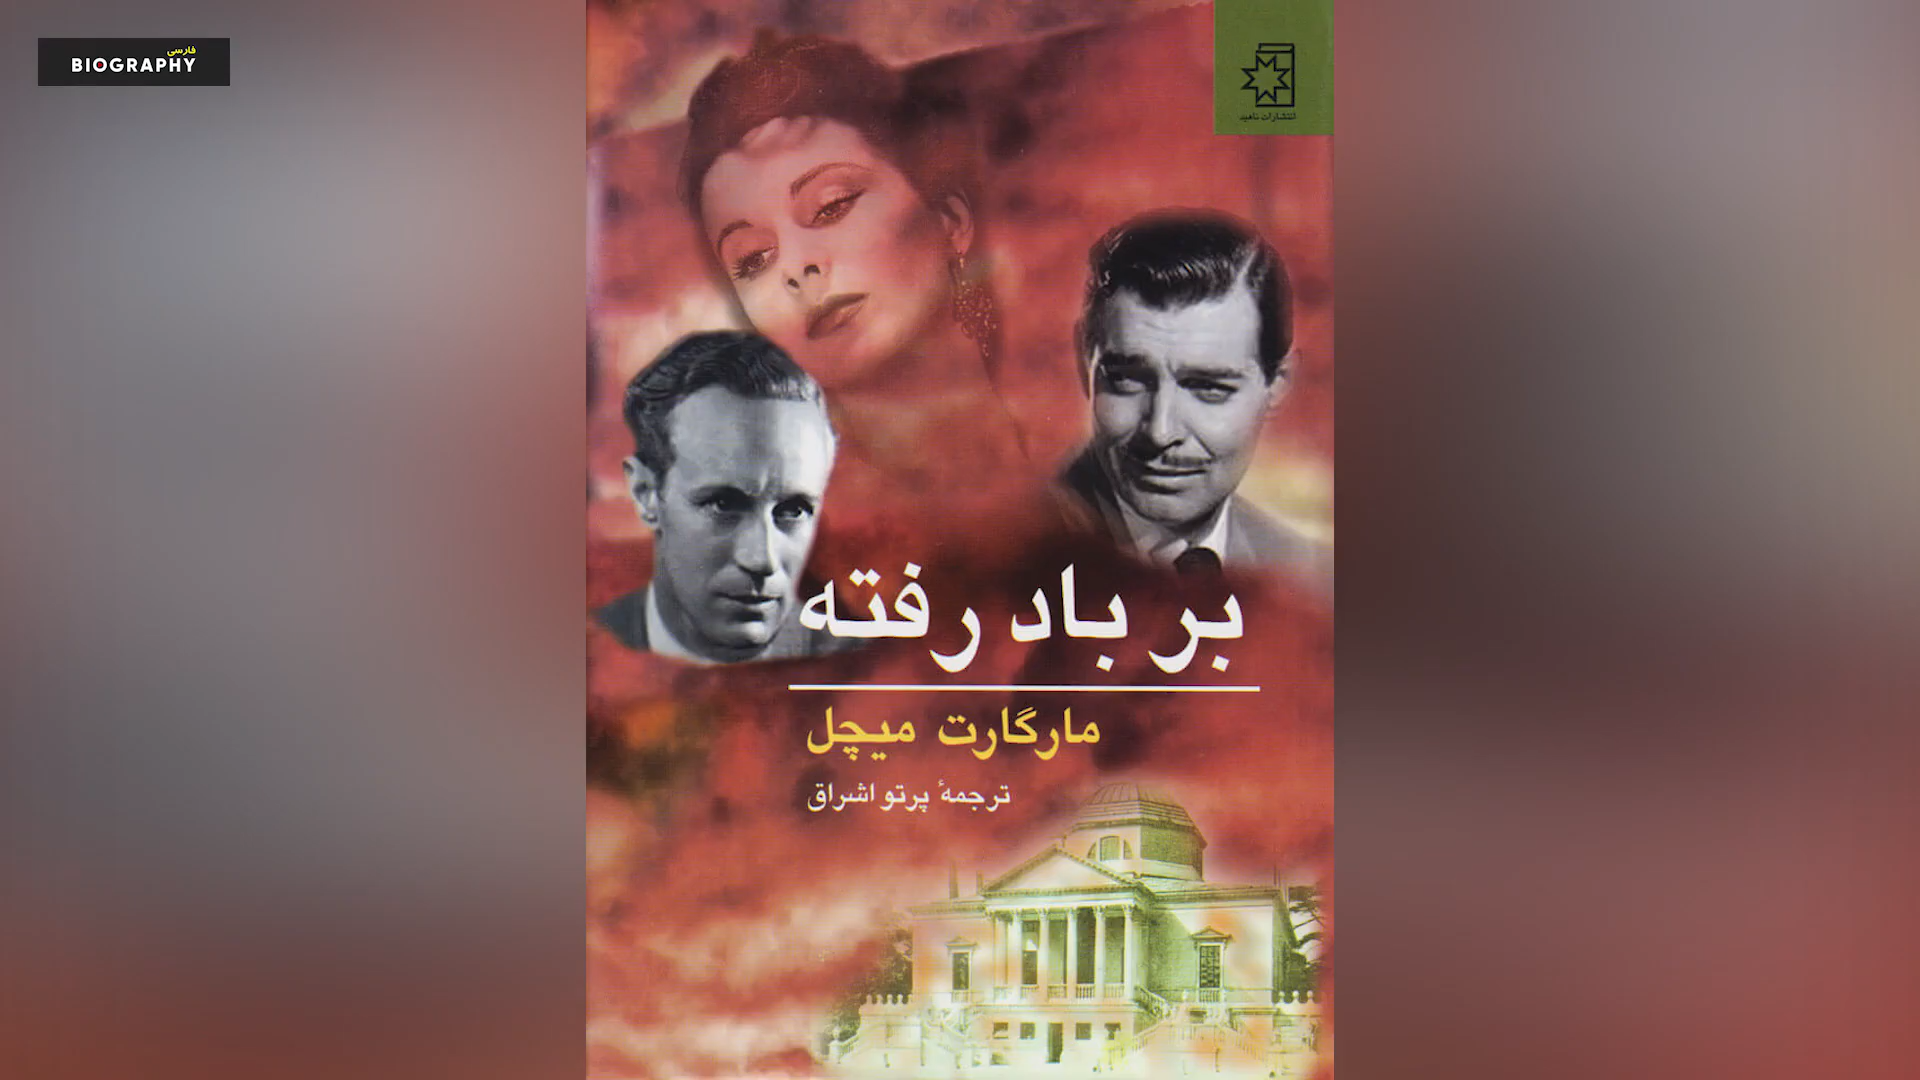 فارسی
BIOGRAPHY
انتشارات ناهید
بر باد رفته
مارگارت میچل
ترجمهٔ پرتو اشراق